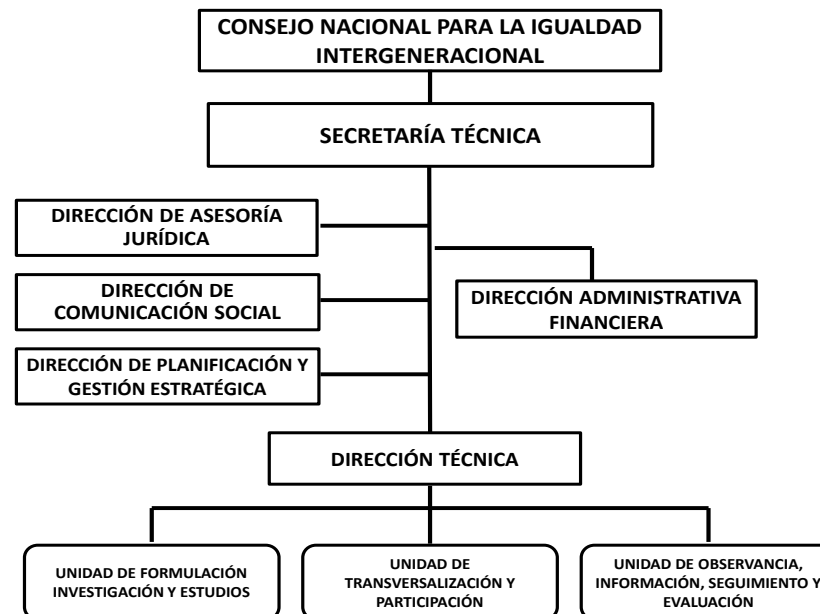 CONSEJO NACIONAL PARA LA IGUALDAD
INTERGENERACIONAL
SECRETARÍA TÉCNICA
DIRECCIÓN DE ASESORÍA
JURÍDICA
DIRECCIÓN DE
COMUNICACIÓN SOCIAL
DIRECCIÓN ADMINISTRATIVA
FINANCIERA
DIRECCIÓN DE PLANIFICACIÓN Y
GESTIÓN ESTRATÉGICA
DIRECCIÓN TÉCNICA
UNIDAD DE FORMULACIÓN
INVESTIGACIÓN Y ESTUDIOS
UNIDAD DE
TRANSVERSALIZACIÓN Y
PARTICIPACIÓN
UNIDAD DE OBSERVANCIA,
INFORMACIÓN, SEGUIMIENTO Y
EVALUACIÓN